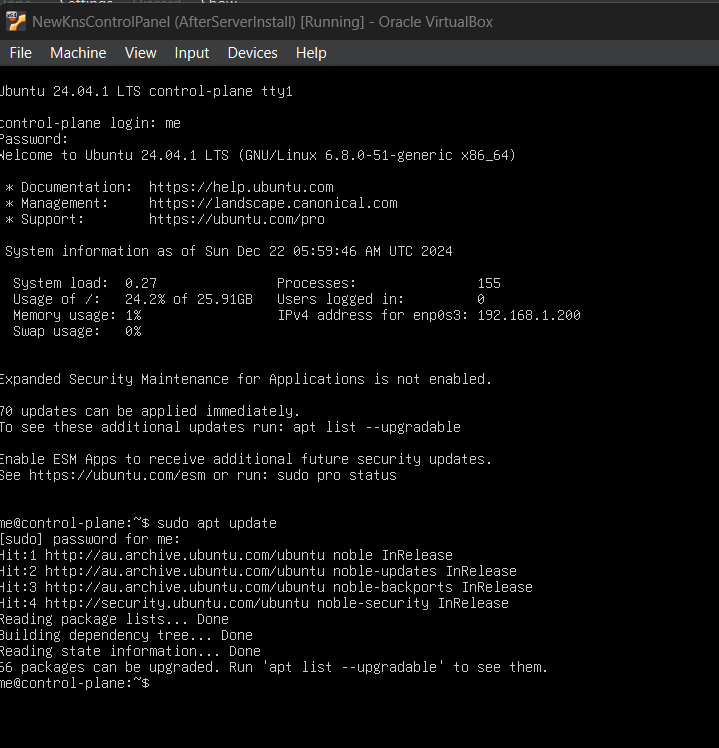 NewKnsControlPanel (AfterServerInstall) [Running] - Oracle VirtualBox
File Machine View Input Devices Help
Ubuntu 24.04.1 LTS control-plane tty1
control-plane login: me
Password:
Welcome to Ubuntu 24.04.1 LTS (GNU/Linux 6.8.0-51-generic x86_64)
* Documentation: https://help.ubuntu.com
* Management: https://landscape.canonical.com
* Support: https://ubuntu.com/pro
System information as of Sun Dec 22 05:59:46 AM UTC 2024
System load: 0.27 Processes: 155
Usage of /: 24.2% of 25.91GB Users logged in: 0
Memory usage: 1% IPv4 address for enp0s3: 192.168.1.200
Swap usage: 0%
Expanded Security Maintenance for Applications is not enabled.
70 updates can be applied immediately.
To see these additional updates run: apt list --upgradable
Enable ESM Apps to receive additional future security updates.
See https://ubuntu.com/esm or run: sudo pro status
me@control-plane:~$ sudo apt update
[sudo] password for me:
Hit:1 http://au.archive.ubuntu.com/ubuntu noble InRelease
Hit:2 http://au.archive.ubuntu.com/ubuntu noble-updates InRelease
Hit:3 http://au.archive.ubuntu.com/ubuntu noble-backports InRelease
Hit:4 http://security.ubuntu.com/ubuntu noble-security InRelease
Reading package lists... Done
Building dependency tree... Done
Reading state information... Done
66 packages can be upgraded. Run 'apt list --upgradable' to see them.
me@control-plane:~$